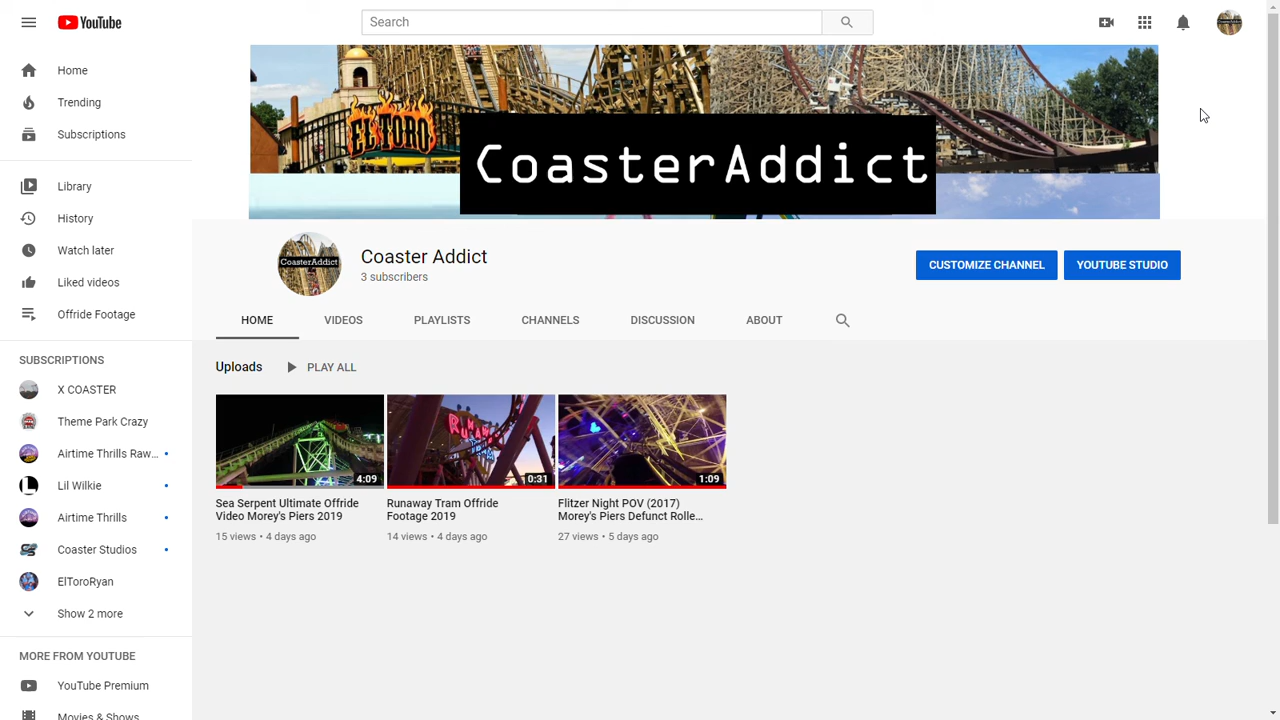 YouTube
Search
Home
Trending
Subscriptions
Library
History
Watch later
Liked videos
Offride Footage
SUBSCRIPTIONS
X COASTER
Theme Park Crazy
Airtime Thrills Raw...
Lil Wilkie
Airtime Thrills
Coaster Studios
ElToroRyan
Show 2 more
MORE FROM YOUTUBE
YouTube Premium
Movies & Shows
EL TORO
CoasterAddict
CoasterAddict
Coaster Addict
3 subscribers
CUSTOMIZE CHANNEL
YOUTUBE STUDIO
HOME VIDEOS PLAYLISTS CHANNELS DISCUSSION ABOUT
Uploads PLAY ALL
4:09
Sea Serpent Ultimate Offride
Video Morey's Piers 2019
15 views • 4 days ago
0:31
Runaway Tram Offride
Footage 2019
14 views • 4 days ago
1:09
Flitzer Night POV (2017)
Morey's Piers Defunct Rolle...
27 views • 5 days ago